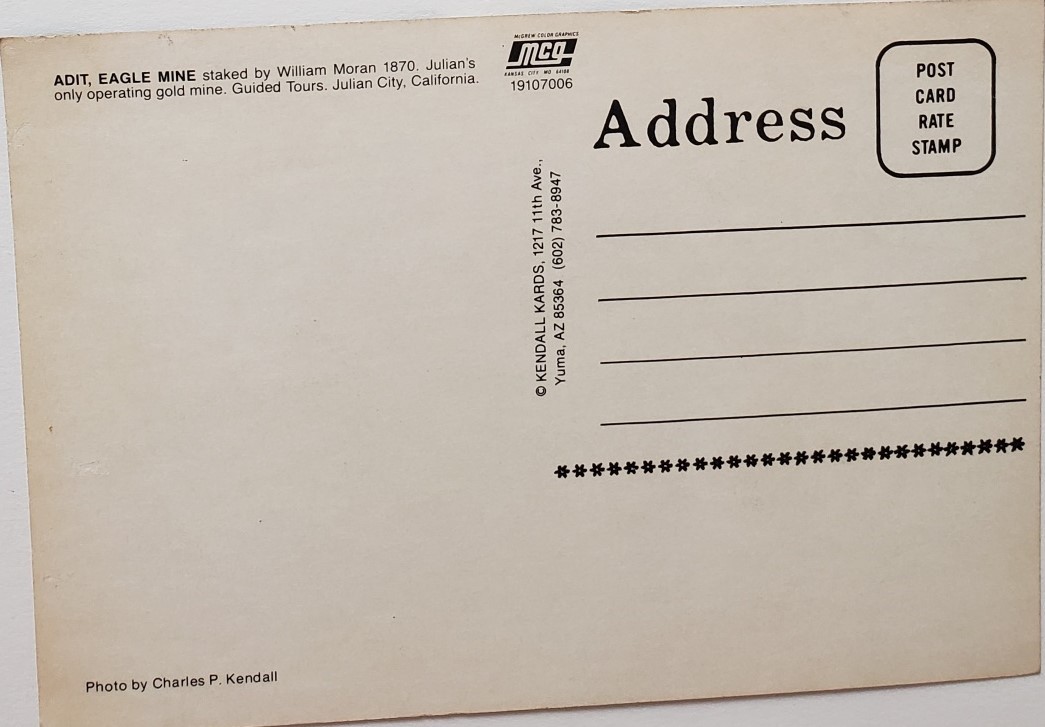 ADIT, EAGLE MINE staked by William Moran 1870. Julian's
only operating gold mine. Guided Tours. Julian City, California.
McGREW COLOR GRAPHICS
mcg
KANSAS CITY MO 64108
19107006
Address
POST
CARD
RATE
STAMP
© KENDALL KARDS, 1217 11th Ave.,
Yuma, AZ 85364 (602) 783-8947
Photo by Charles P. Kendall